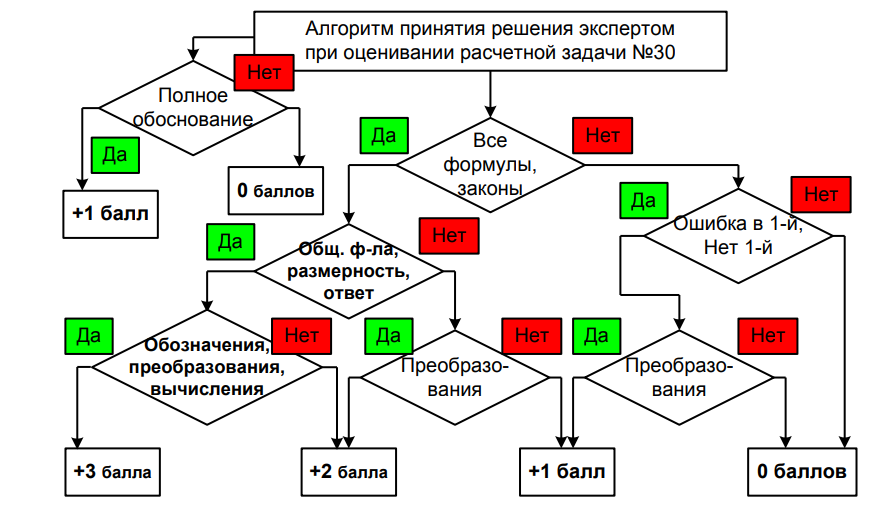 Алгоритм принятия решения экспертом
при оценивании расчетной задачи №30
Нет
Полное
обоснование
Да
+1 балл
0 баллов
Да
Все
формулы,
законы
Нет
Да
Общ. ф-ла,
размерность,
ответ
Нет
Да
Ошибка в 1-й,
Нет 1-й
Нет
Да
Обозначения,
преобразования,
вычисления
Нет
Да
Преобразо-
вания
Нет
Да
Преобразо-
вания
Нет
+3 балла
+2 балла
+1 балл
0 баллов